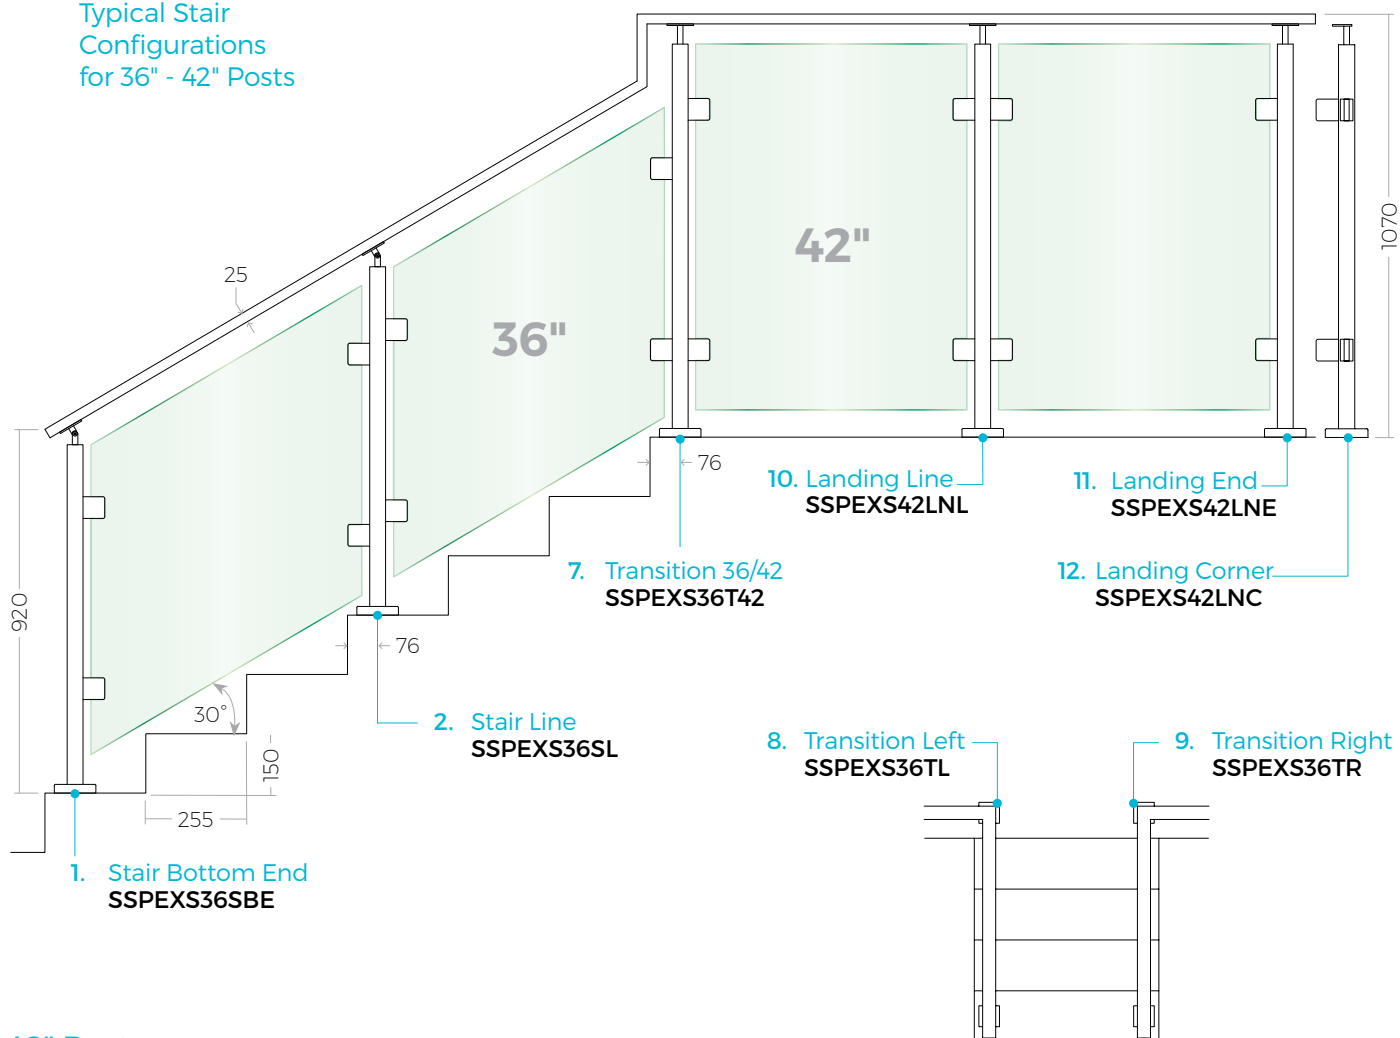 Typical Stair
Configurations
for 36" - 42" Posts
25
36"
42"
1070
920
76
10. Landing Line
SSPEXS42LNL
11. Landing End
SSPEXS42LNE
7. Transition 36/42
SSPEXS36T42
12. Landing Corner
SSPEXS42LNC
76
30°
150
255
2. Stair Line
SSPEXS36SL
8. Transition Left
SSPEXS36TL
9. Transition Right
SSPEXS36TR
1. Stair Bottom End
SSPEXS36SBE